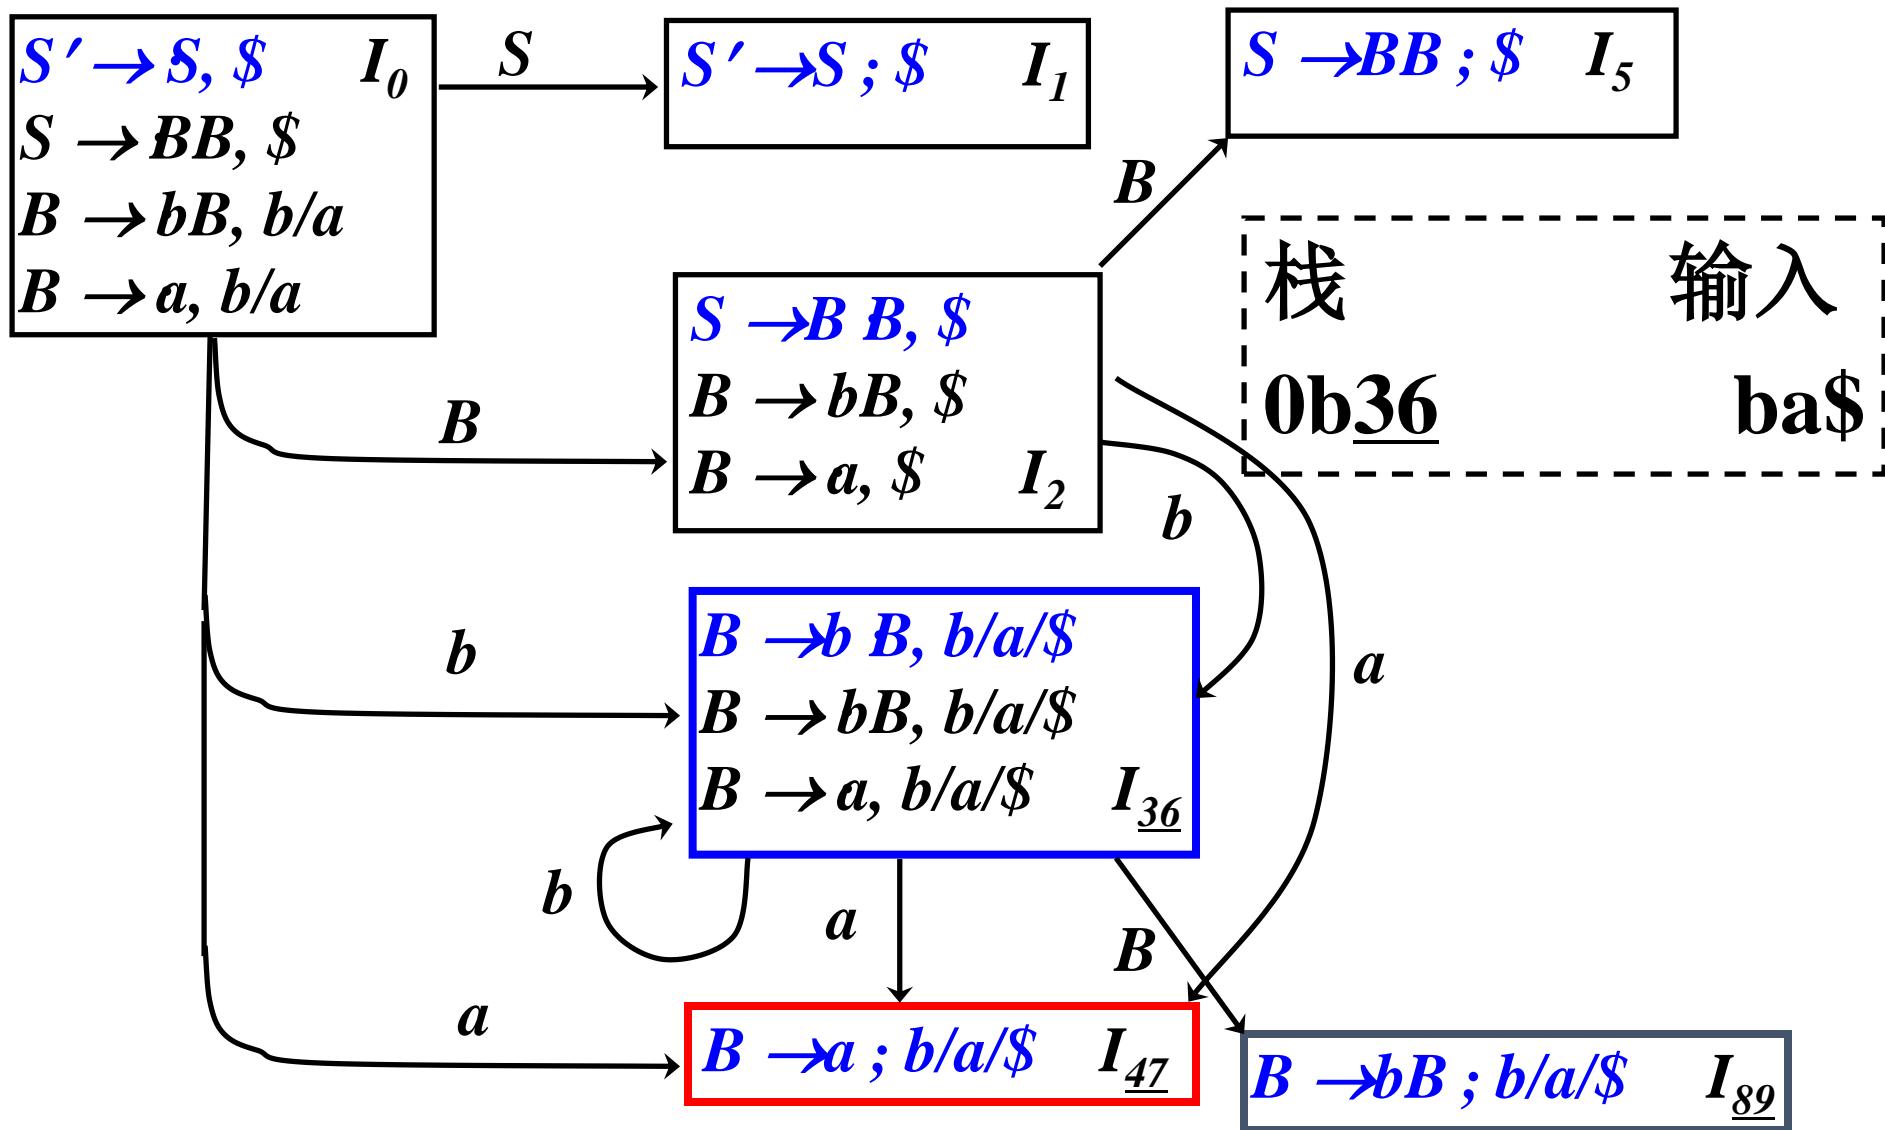 S′ → ·S, $ I0
S → ·BB, $
B → ·bB, b/a
B → ·a, b/a
S
S′ → S·, $ I1
S → BB·, $ I5
B
栈 输入
0b36 ba$
S → B·B, $
B → ·bB, $
B → ·a, $ I2
B
b
a
B → b·B, b/a/$
B → ·bB, b/a/$
B → ·a, b/a/$ I36
b
b
a
B
a
B → a·, b/a/$ I47
B → bB·, b/a/$ I89